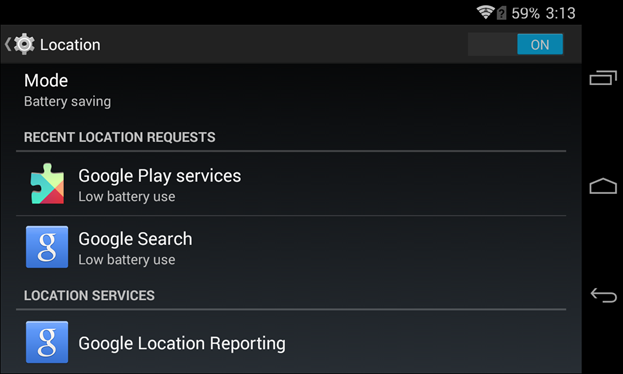 59% 3:13
Location
ON
Mode
Battery saving
RECENT LOCATION REQUESTS
Google Play services
Low battery use
g
Google Search
Low battery use
LOCATION SERVICES
g
Google Location Reporting